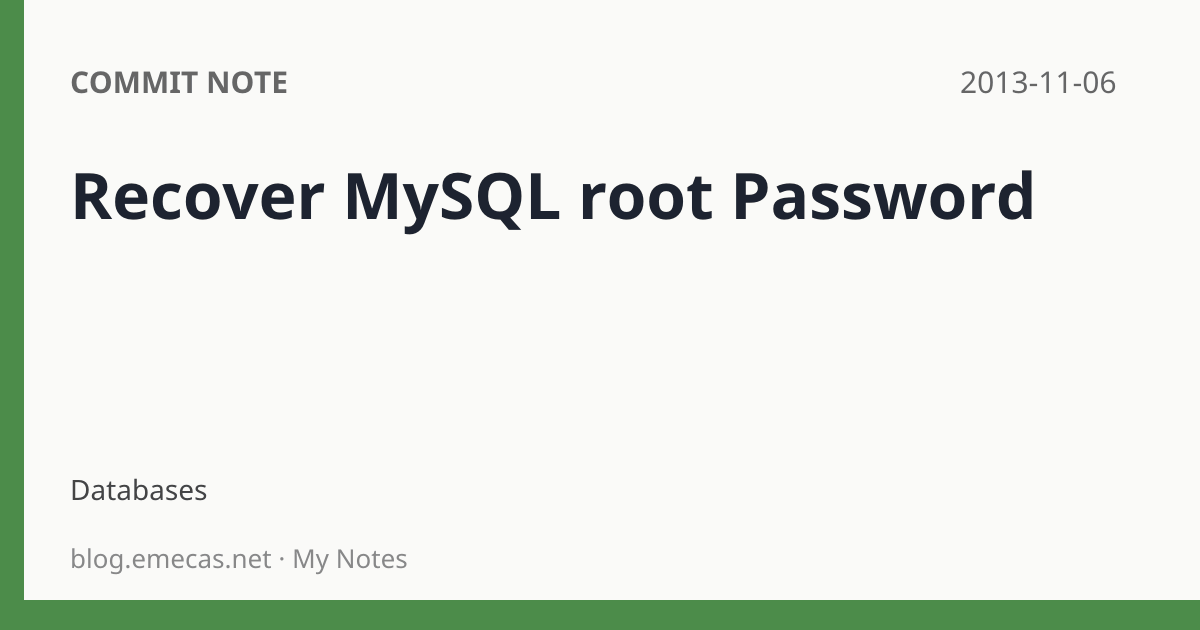 COMMIT NOTE
2013-11-06
Recover MySQL root Password
Databases
blog.emecas.net · My Notes